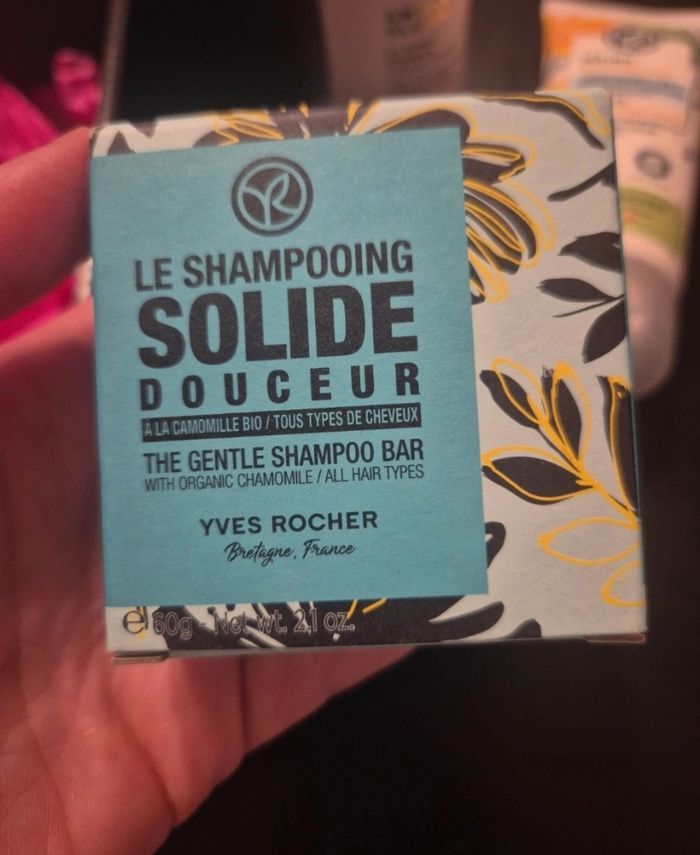 LE SHAMPOOING
SOLIDE
DOUCEUR
A LA CAMOMILLE BIO / TOUS TYPES DE CHEVEUX
THE GENTLE SHAMPOO BAR
WITH ORGANIC CHAMOMILE / ALL HAIR TYPES
YVES ROCHER
Bretagne, France
℮ 60g - Net wt. 2.1 oz.